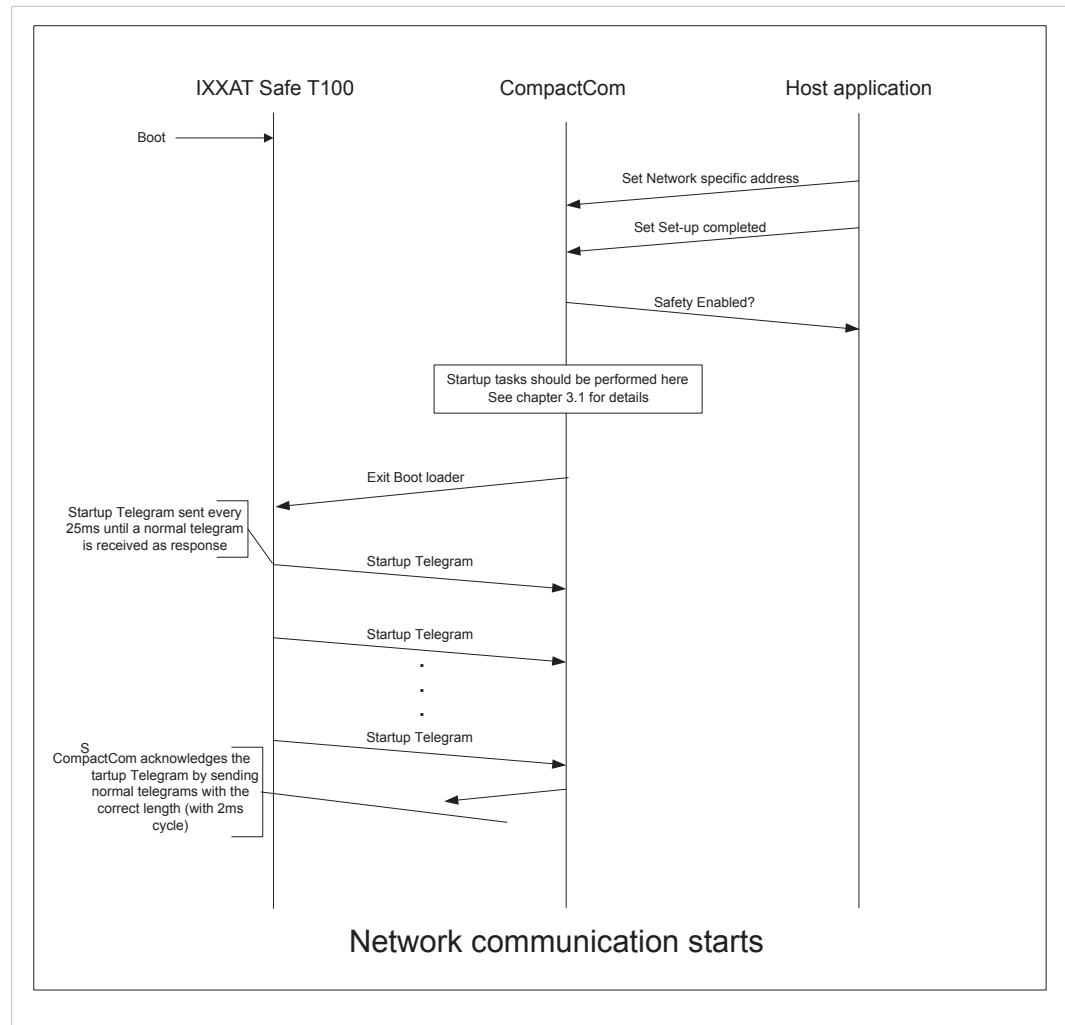 IXXAT Safe T100
CompactCom
Host application
Boot
Set Network specific address
Set Set-up completed
Safety Enabled?
Startup tasks should be performed here
See chapter 3.1 for details
Exit Boot loader
Startup Telegram sent every
25ms until a normal telegram
is received as response
Startup Telegram
Startup Telegram
.
.
.
Startup Telegram
S
CompactCom acknowledges the
tartup Telegram by sending
normal telegrams with the
correct length (with 2ms
cycle)
Network communication starts